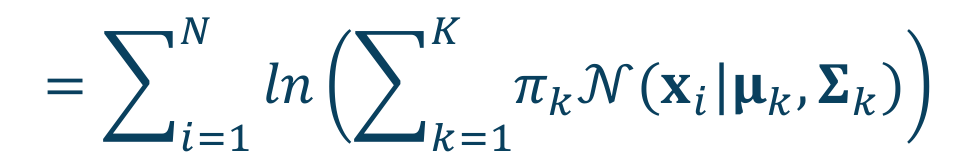 = ∑_{i=1}^{N} ln(∑_{k=1}^{K} π_k 𝒩(𝐱_i|𝛍_k, 𝚺_k))